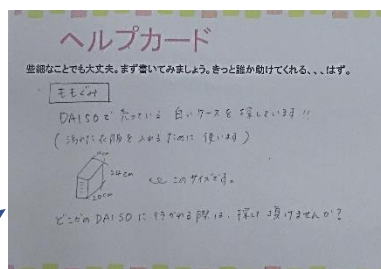 ヘルプカード
些細なことでも大丈夫。まず書いてみましょう。きっと誰か助けてくれる、、、はず。
ももぐみ
DAISOで売っている 白いケースを探しています!!
(汚れた衣服を入れるために使います)
24cm
20cm
このサイズです。
どこかのDAISOに行かれる際は、探して頂けませんか?